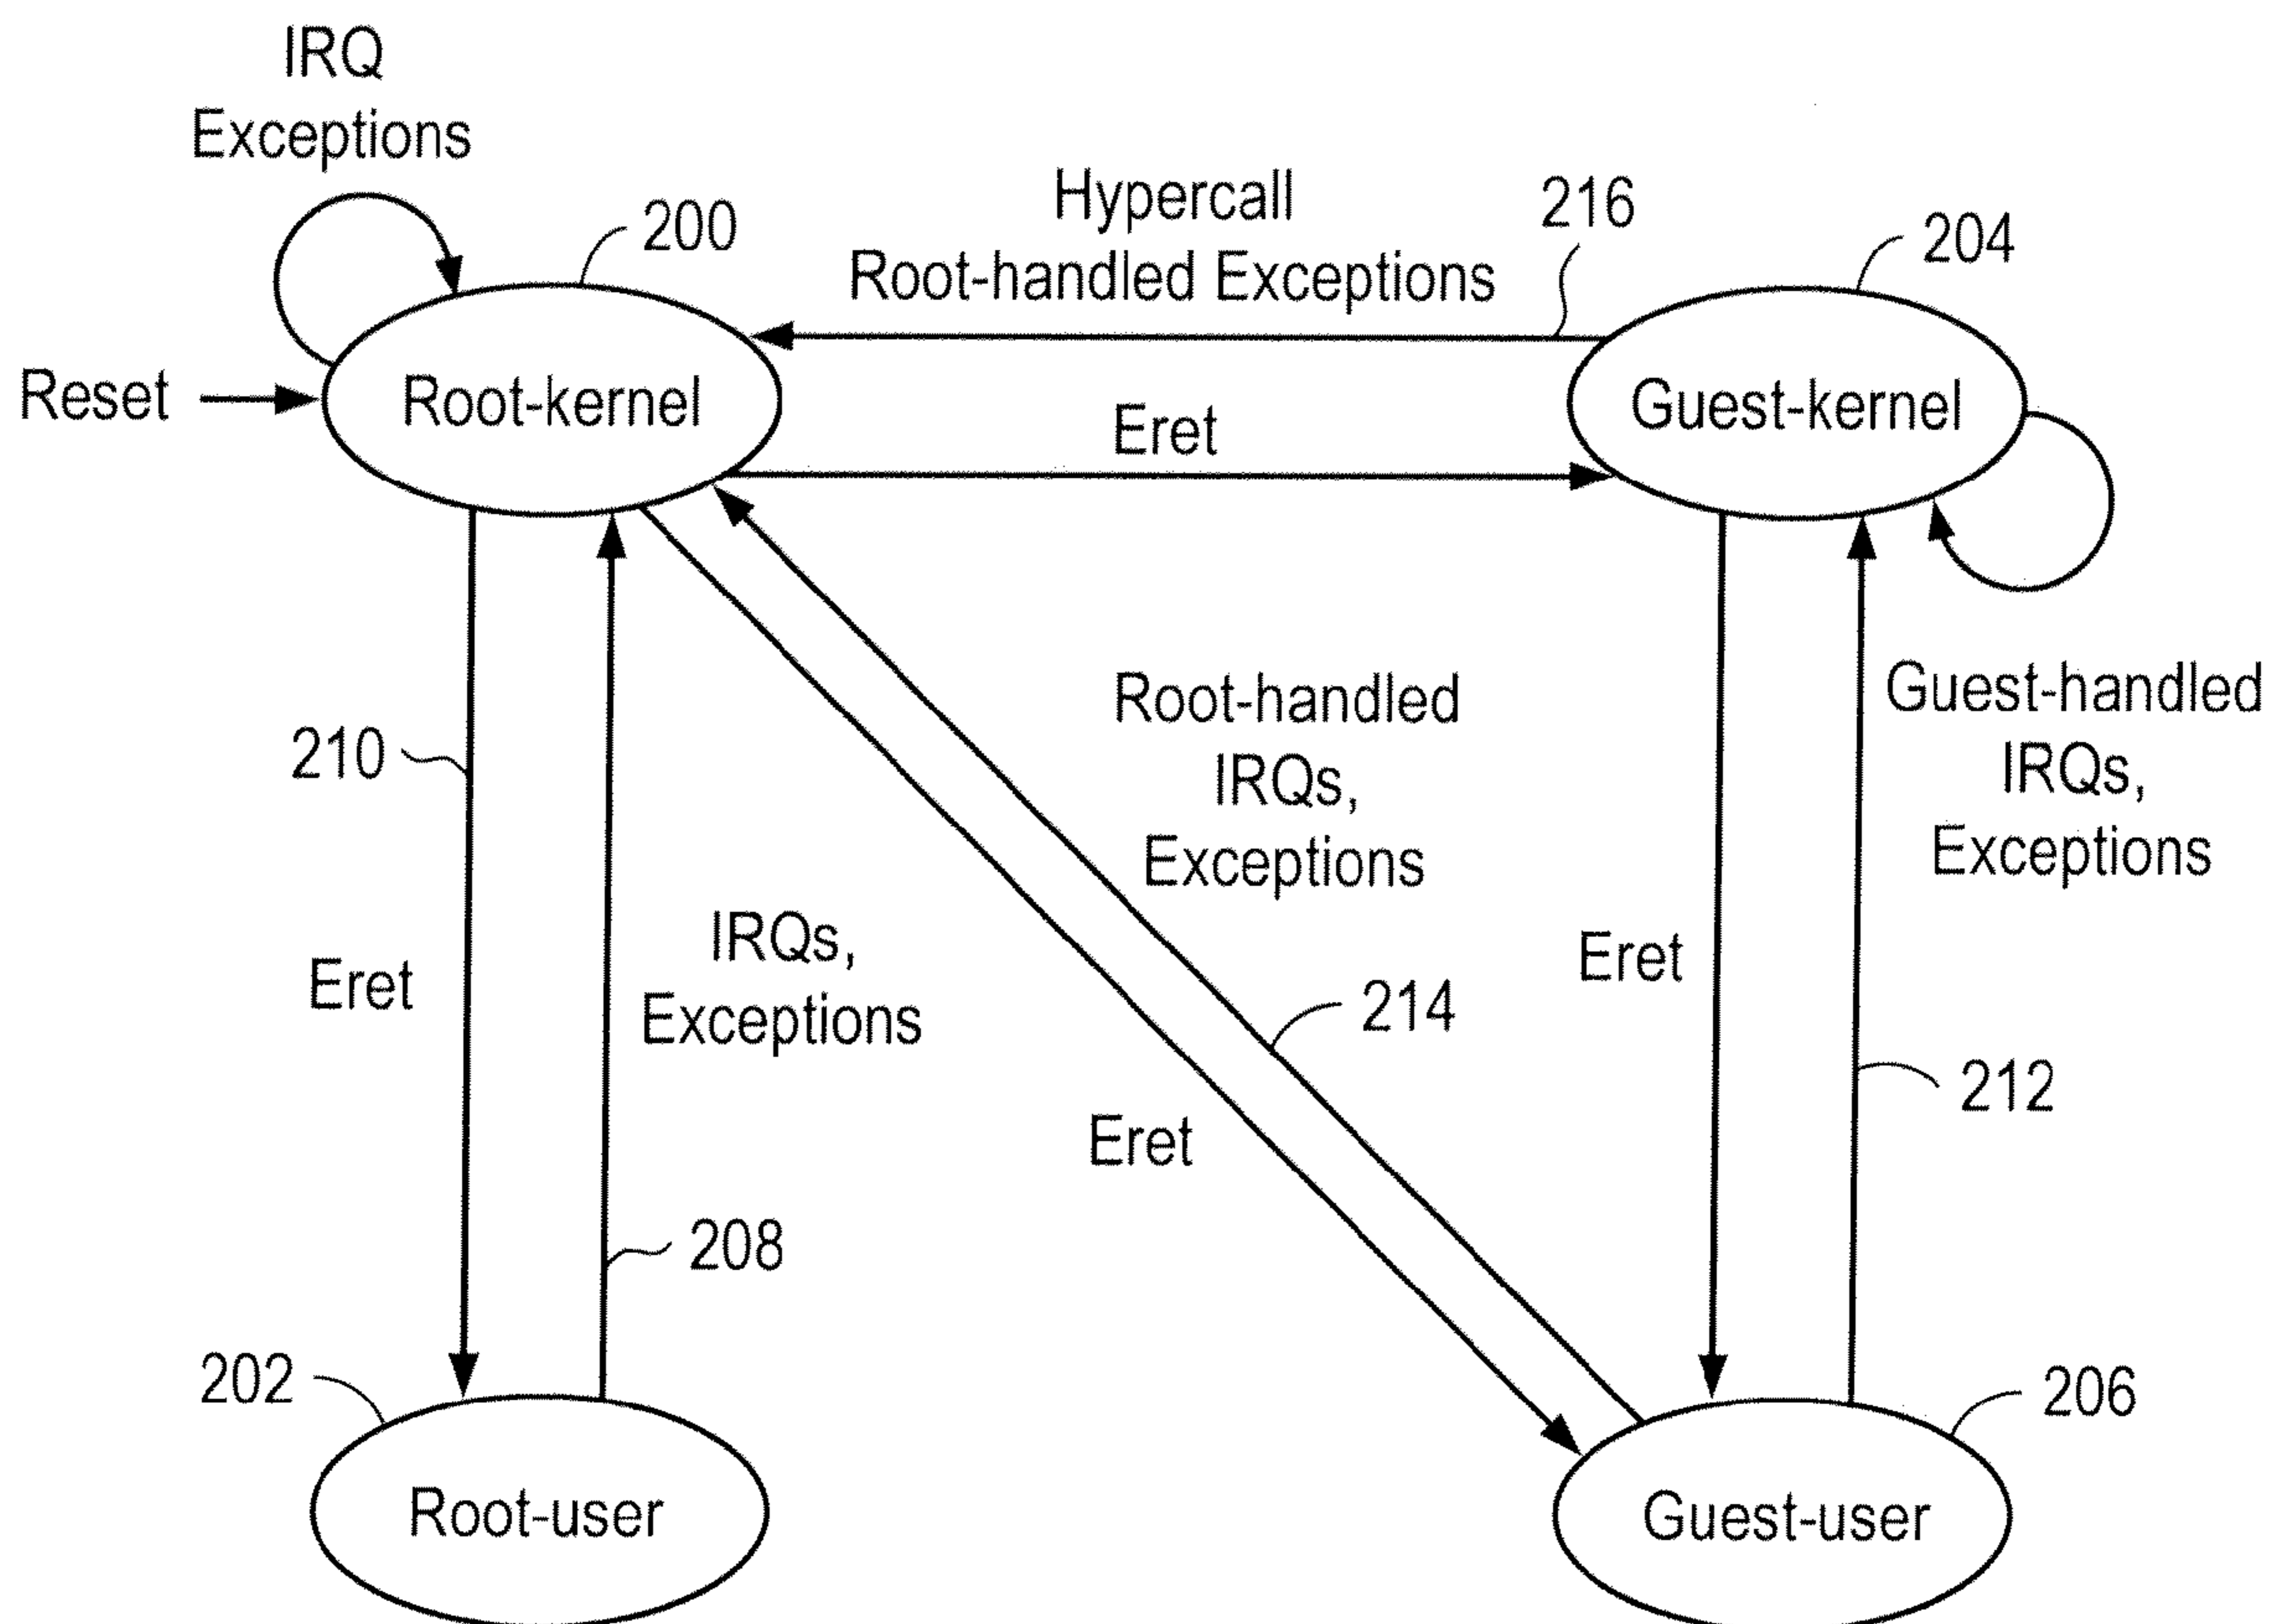 IRQ
Exceptions
200
Hypercall
Root-handled Exceptions
216
204
Reset
Root-kernel
Eret
Guest-kernel
210
Eret
IRQs,
Exceptions
208
Root-handled
IRQs,
Exceptions
214
Eret
Guest-handled
IRQs,
Exceptions
Eret
212
202
Root-user
206
Guest-user